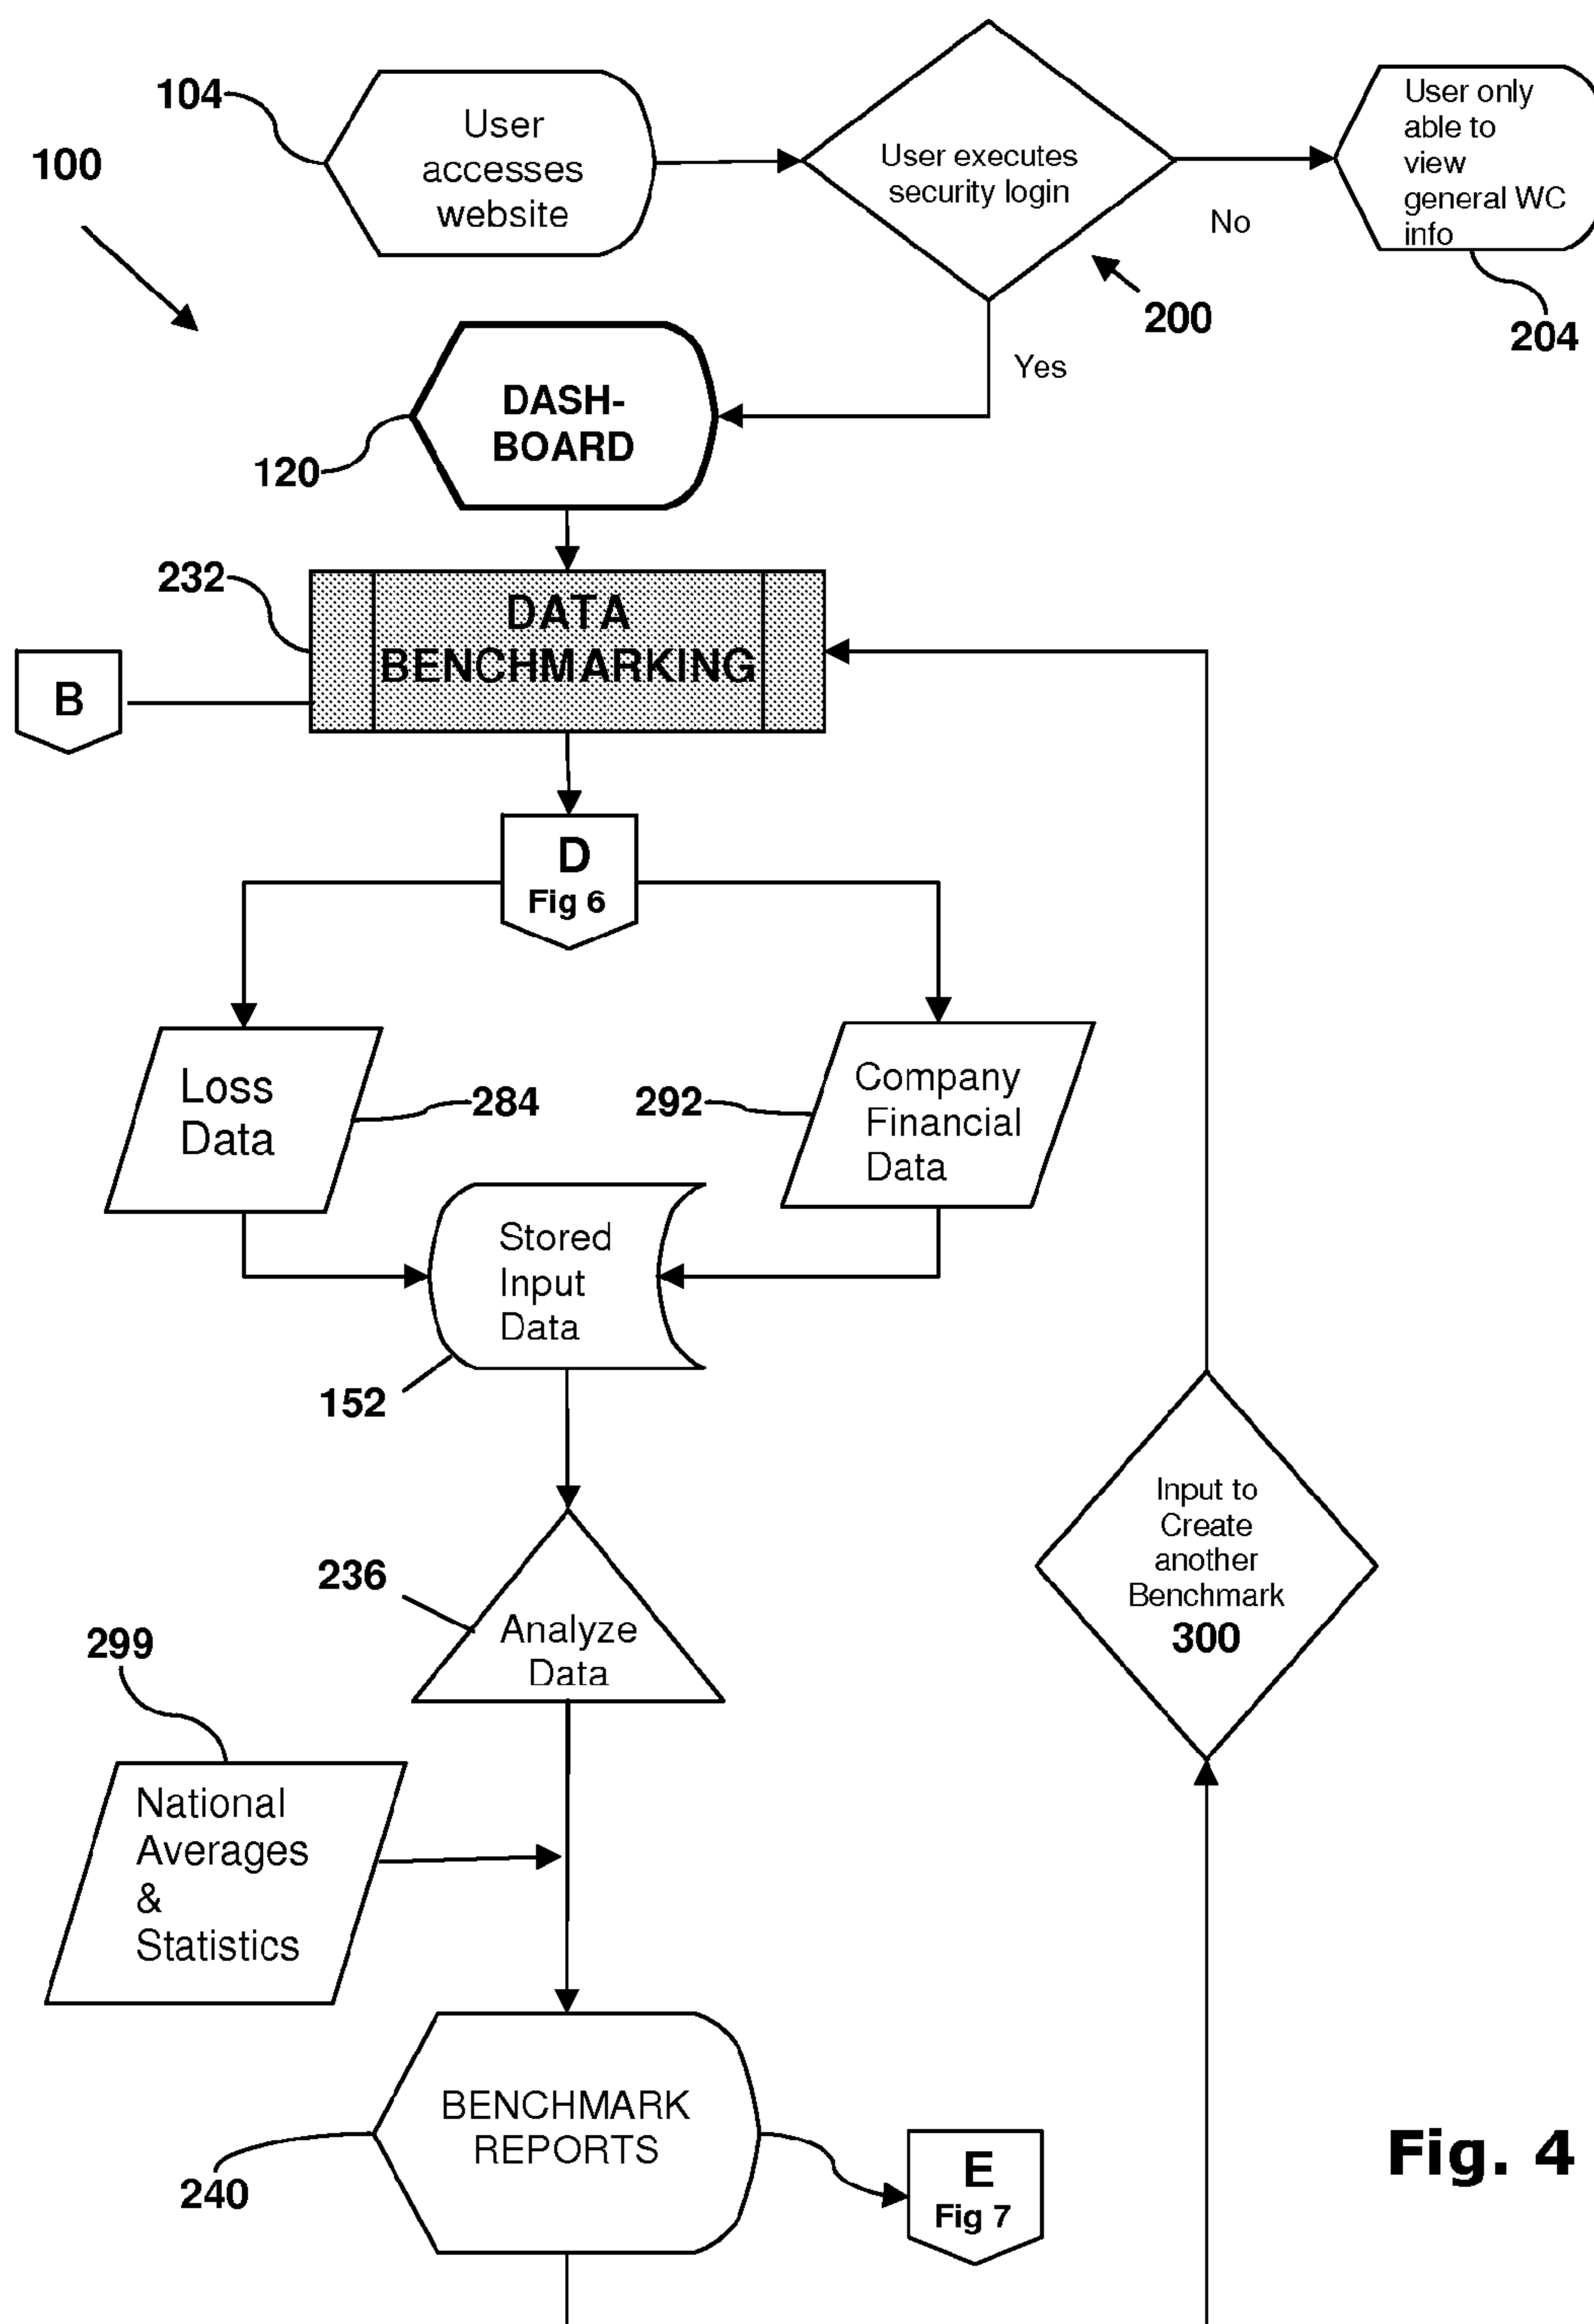 104
User
accesses
website
User executes
security login
User only
able to
view
general WC
info
100
No
200
204
Yes
DASH-
BOARD
120
232
DATA
BENCHMARKING
B
D
Fig 6
Loss
Data
284
292
Company
Financial
Data
Stored
Input
Data
152
Input to
Create
another
Benchmark
300
236
Analyze
Data
299
National
Averages
&
Statistics
BENCHMARK
REPORTS
240
E
Fig 7
Fig. 4